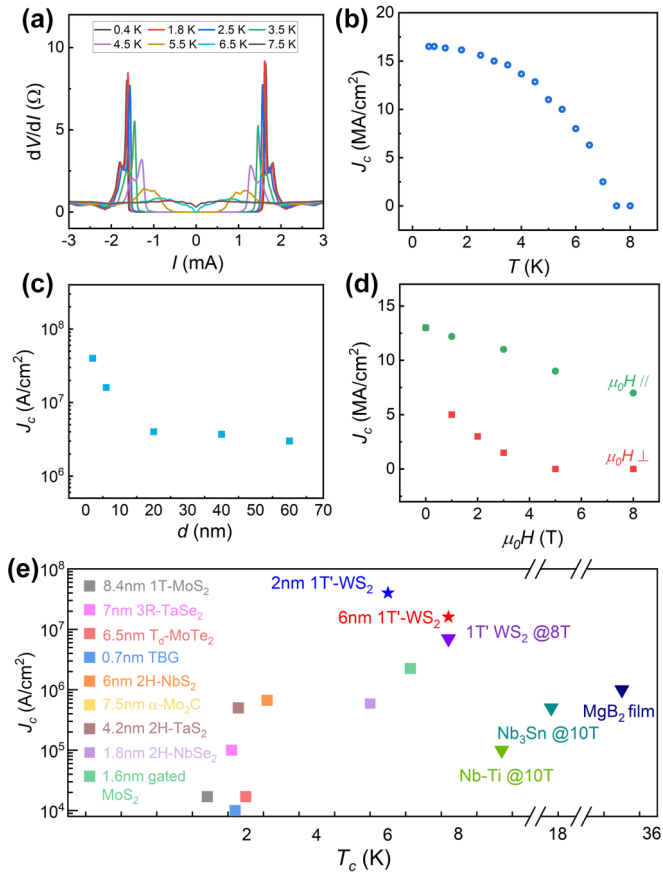 (a)
0.4 K 1.8 K 2.5 K 3.5 K
4.5 K 5.5 K 6.5 K 7.5 K
dV/dI (Ω)
10
5
0
-3 -2 -1 0 1 2 3
I (mA)
(b)
J_c (MA/cm²)
20
15
10
5
0
0 2 4 6 8
T (K)
(c)
J_c (A/cm²)
10⁸
10⁷
10⁶
0 10 20 30 40 50 60 70
d (nm)
(d)
J_c (MA/cm²)
15
10
5
0
μ₀H //
μ₀H ⊥
0 2 4 6 8
μ₀H (T)
(e)
J_c (A/cm²)
10⁸
10⁷
10⁶
10⁵
10⁴
8.4nm 1T-MoS₂
7nm 3R-TaSe₂
6.5nm T_d-MoTe₂
0.7nm TBG
6nm 2H-NbS₂
7.5nm α-Mo₂C
4.2nm 2H-TaS₂
1.8nm 2H-NbSe₂
1.6nm gated
MoS₂
2nm 1T'-WS₂
6nm 1T'-WS₂
1T' WS₂ @8T
MgB₂ film
Nb₃Sn @10T
Nb-Ti @10T
2 4 6 8 18 36
T_c (K)